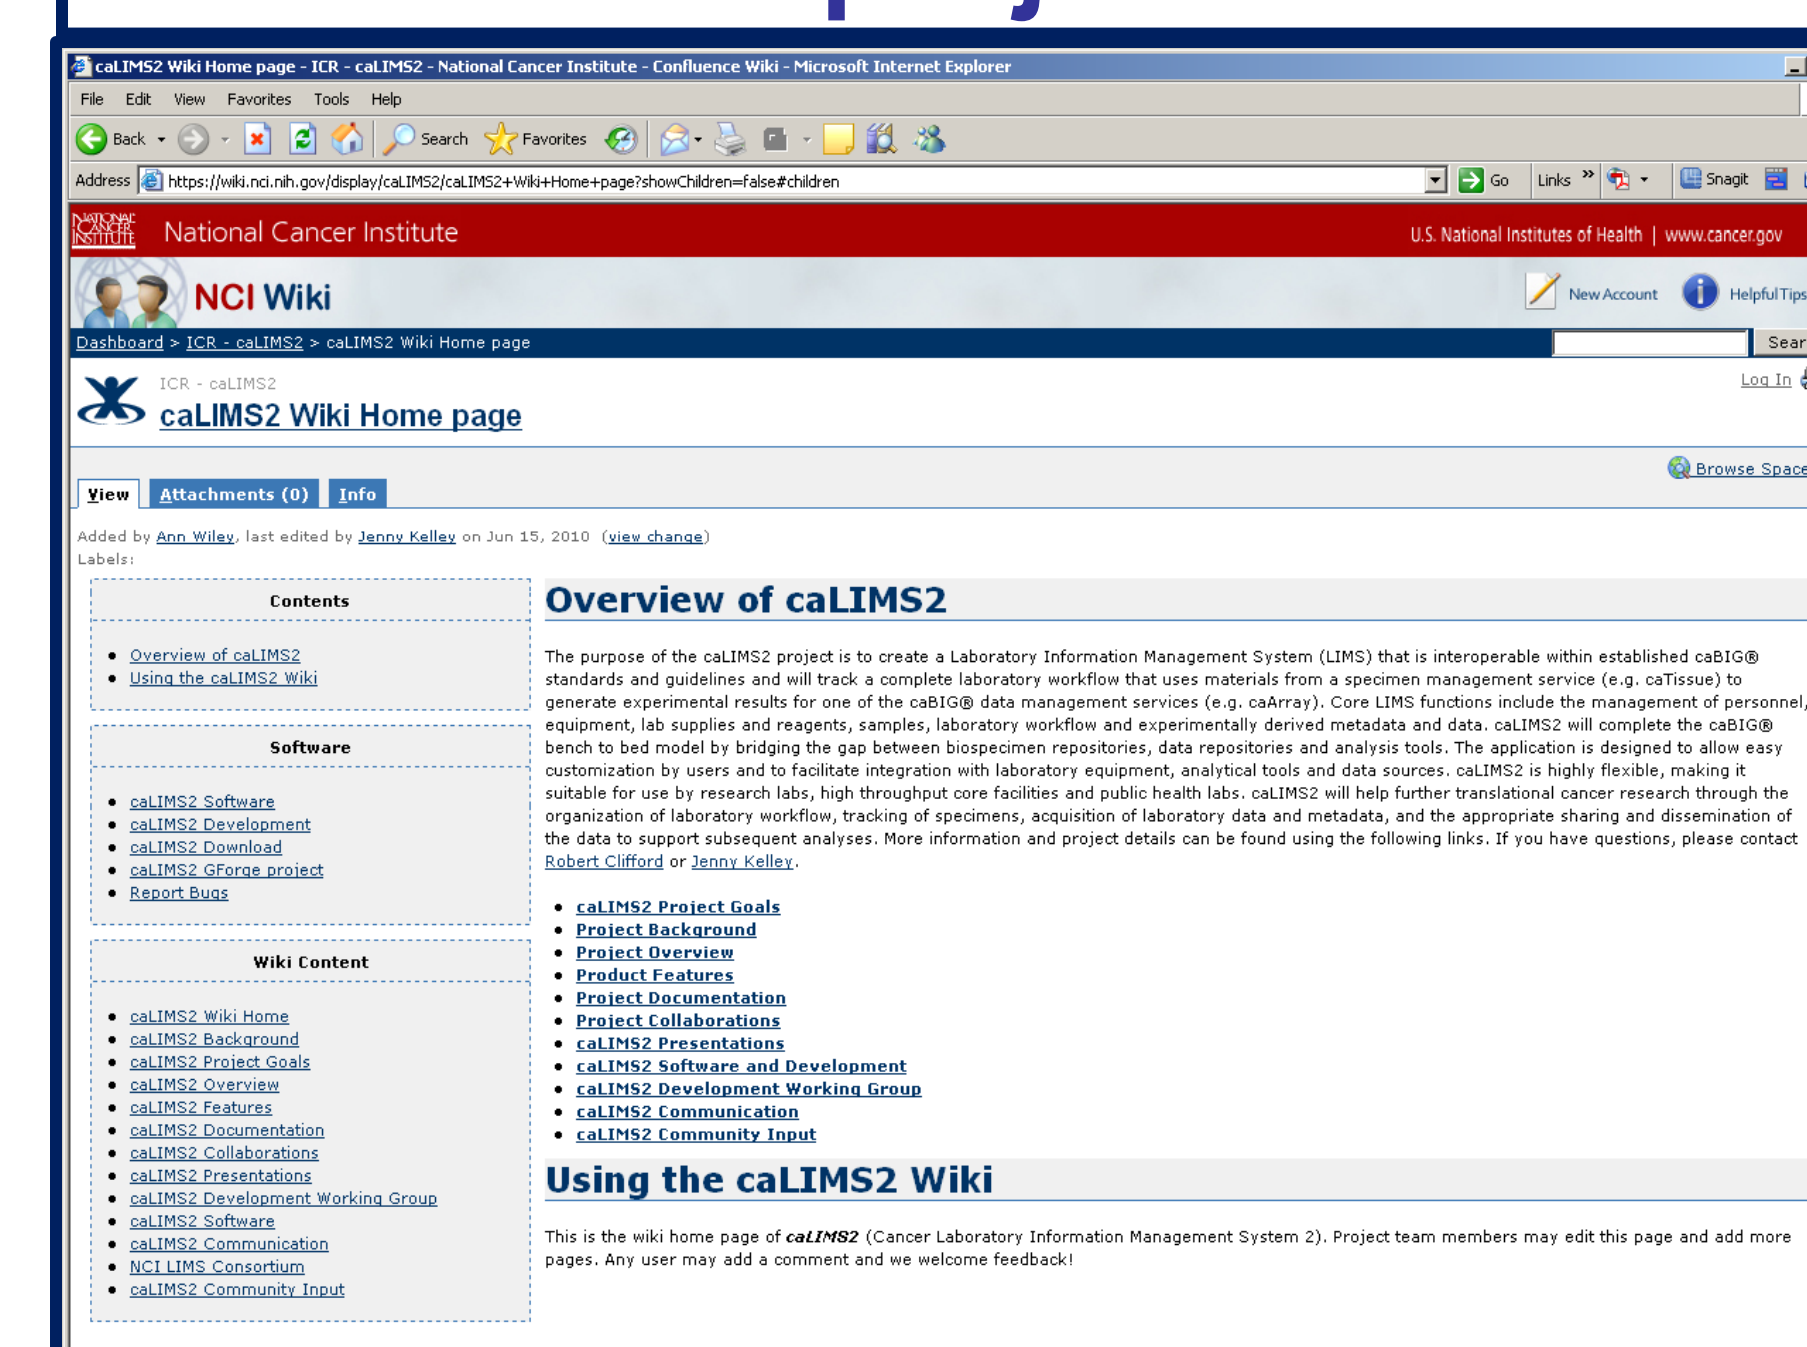 caLIMS2 Wiki Home page - ICR - caLIMS2 - National Cancer Institute - Confluence Wiki - Microsoft Internet Explorer
File Edit View Favorites Tools Help
Back Search Favorites
Address https://wiki.nci.nih.gov/display/caLIMS2/caLIMS2+Wiki+Home+page?showChildren=false#children Go Links » Snagit
NATIONAL CANCER INSTITUTE National Cancer Institute U.S. National Institutes of Health | www.cancer.gov
NCI Wiki New Account Helpful Tips
Dashboard > ICR - caLIMS2 > caLIMS2 Wiki Home page
ICR - caLIMS2 Log In
caLIMS2 Wiki Home page
Browse Space
View Attachments (0) Info
Added by Ann Wiley, last edited by Jenny Kelley on Jun 15, 2010 (view change)
Labels:
Contents
• Overview of caLIMS2
• Using the caLIMS2 Wiki
Software
• caLIMS2 Software
• caLIMS2 Development
• caLIMS2 Download
• caLIMS2 GForge project
• Report Bugs
Wiki Content
• caLIMS2 Wiki Home
• caLIMS2 Background
• caLIMS2 Project Goals
• caLIMS2 Overview
• caLIMS2 Features
• caLIMS2 Documentation
• caLIMS2 Collaborations
• caLIMS2 Presentations
• caLIMS2 Development Working Group
• caLIMS2 Software
• caLIMS2 Communication
• NCI LIMS Consortium
• caLIMS2 Community Input
Overview of caLIMS2
The purpose of the caLIMS2 project is to create a Laboratory Information Management System (LIMS) that is interoperable within established caBIG®
standards and guidelines and will track a complete laboratory workflow that uses materials from a specimen management service (e.g. caTissue) to
generate experimental results for one of the caBIG® data management services (e.g. caArray). Core LIMS functions include the management of personnel,
equipment, lab supplies and reagents, samples, laboratory workflow and experimentally derived metadata and data. caLIMS2 will complete the caBIG®
bench to bed model by bridging the gap between biospecimen repositories, data repositories and analysis tools. The application is designed to allow easy
customization by users and to facilitate integration with laboratory equipment, analytical tools and data sources. caLIMS2 is highly flexible, making it
suitable for use by research labs, high throughput core facilities and public health labs. caLIMS2 will help further translational cancer research through the
organization of laboratory workflow, tracking of specimens, acquisition of laboratory data and metadata, and the appropriate sharing and dissemination of
the data to support subsequent analyses. More information and project details can be found using the following links. If you have questions, please contact
Robert Clifford or Jenny Kelley.
• caLIMS2 Project Goals
• Project Background
• Project Overview
• Product Features
• Project Documentation
• Project Collaborations
• caLIMS2 Presentations
• caLIMS2 Software and Development
• caLIMS2 Development Working Group
• caLIMS2 Communication
• caLIMS2 Community Input
Using the caLIMS2 Wiki
This is the wiki home page of caLIMS2 (Cancer Laboratory Information Management System 2). Project team members may edit this page and add more
pages. Any user may add a comment and we welcome feedback!